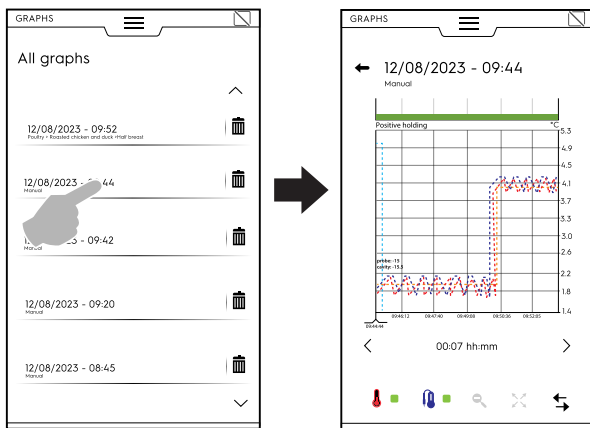 GRAPHS
All graphs
12/08/2023 - 09:52
Poultry > Roasted chicken and duck >Half breast
12/08/2023 - 44
Manual
12/08/2023 - 09:42
Manual
12/08/2023 - 09:20
Manual
12/08/2023 - 08:45
Manual
GRAPHS
12/08/2023 - 09:44
Manual
Positive holding
°C
5.3
4.9
4.5
4.1
3.7
3.3
3.0
2.6
2.2
1.8
1.4
probe:-15
cavity:-15.5
09:46:12 09:47:40 09:49:08 09:50:36 09:52:05
09:44:44
00:07 hh:mm